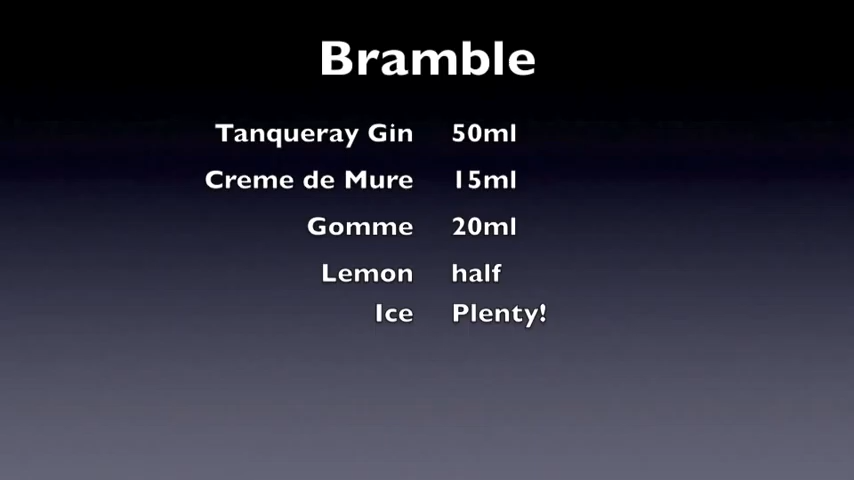 Bramble
Tanqueray Gin 50ml
Creme de Mure 15ml
Gomme 20ml
Lemon half
Ice Plenty!